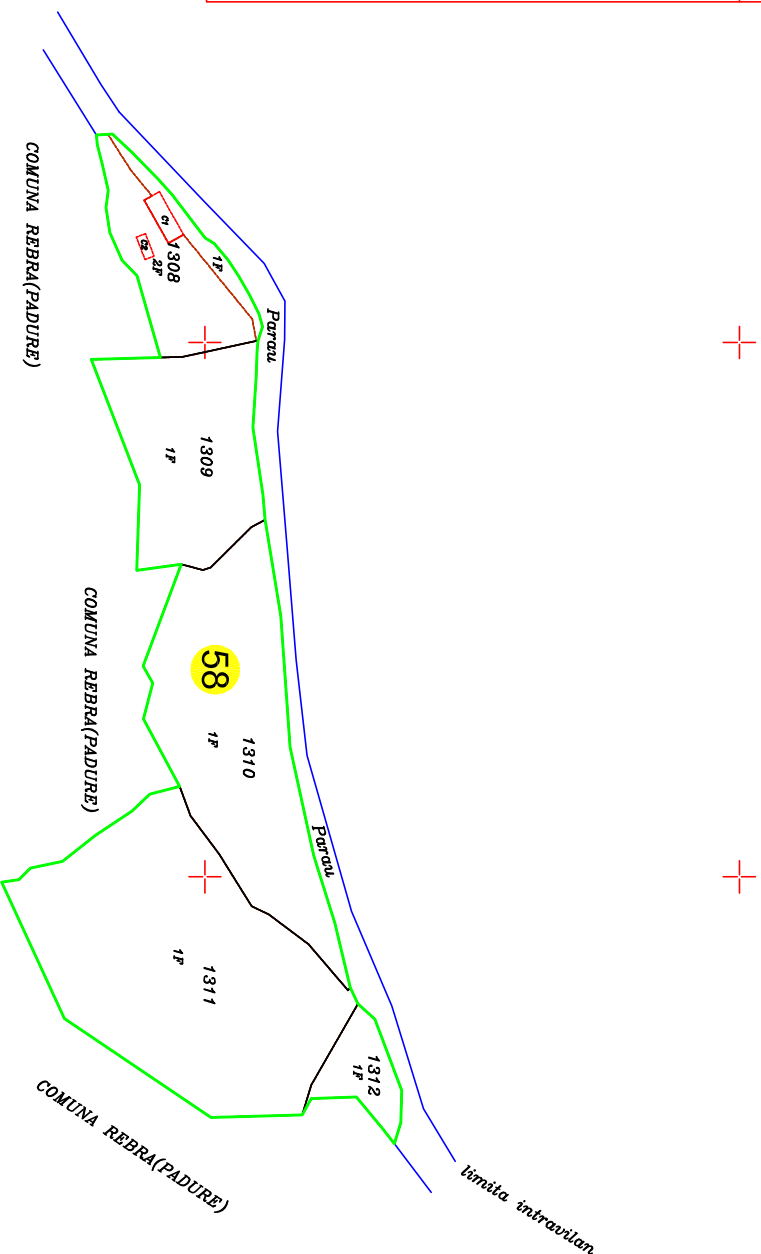 COMUNA REBRA(PADURE)
C1
C2
1308
2F
1F
Parau
1309
1F
COMUNA REBRA(PADURE)
58
1310
1F
Parau
1311
1F
1312
1F
COMUNA REBRA(PADURE)
limita intravilan